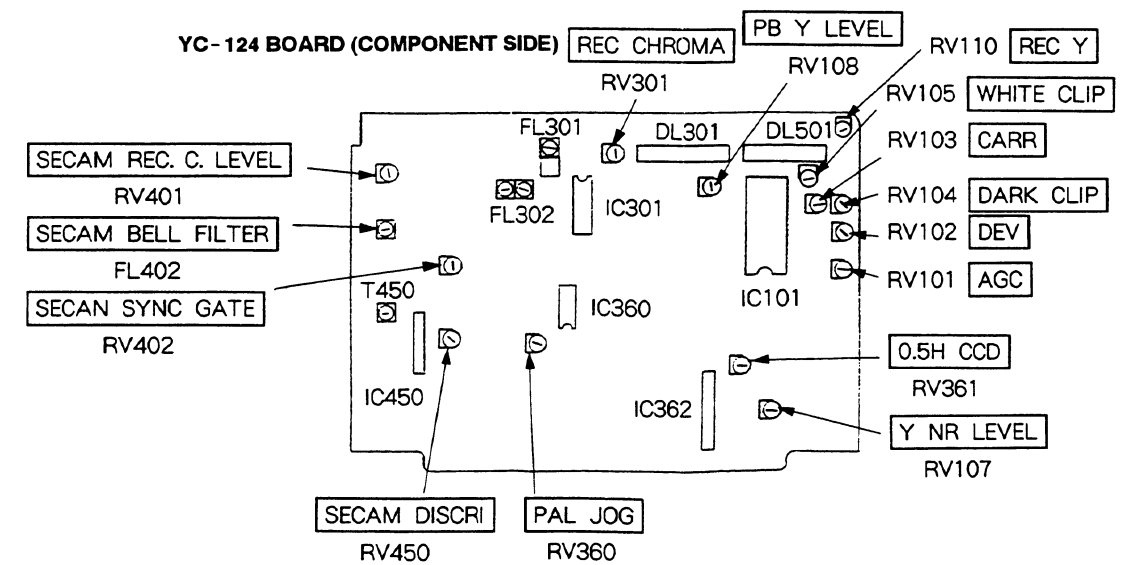 YC-124 BOARD (COMPONENT SIDE)
REC CHROMA
RV301
PB Y LEVEL
RV108
RV110 REC Y
RV105 WHITE CLIP
RV103 CARR
RV104 DARK CLIP
RV102 DEV
RV101 AGC
SECAM REC. C. LEVEL
RV401
SECAM BELL FILTER
FL402
SECAN SYNC GATE
RV402
FL301
DL301
DL501
FL302
IC301
IC101
T450
IC360
IC450
IC362
0.5H CCD
RV361
Y NR LEVEL
RV107
SECAM DISCRI
RV450
PAL JOG
RV360